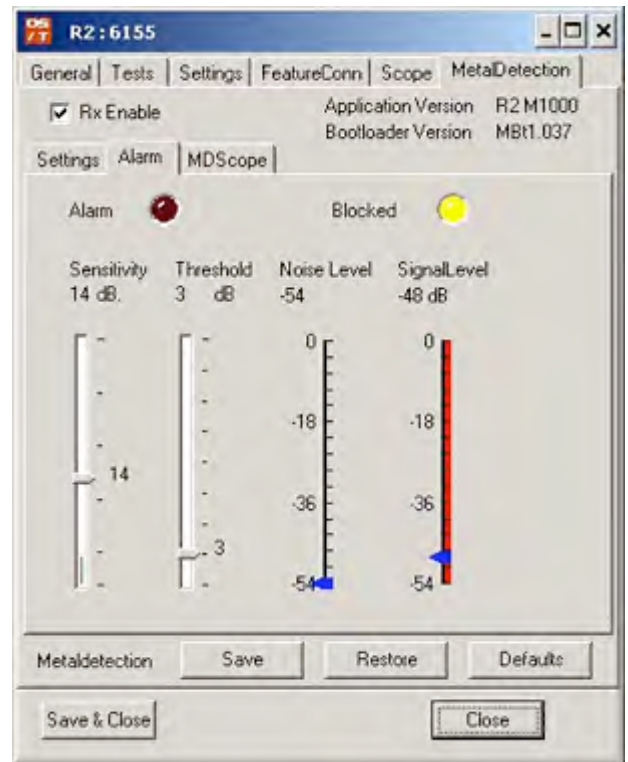 OS /T R2:6155
General Tests Settings FeatureConn Scope MetalDetection
Rx Enable
Application Version R2 M1000
Bootloader Version MBt1.037
Settings Alarm MDScope
Alarm Blocked
Sensitivity Threshold Noise Level SignalLevel
14 dB. 3 dB -54 -48 dB
0 0
-18 -18
14
-36 -36
3
-54 -54
Metaldetection Save Restore Defaults
Save & Close Close